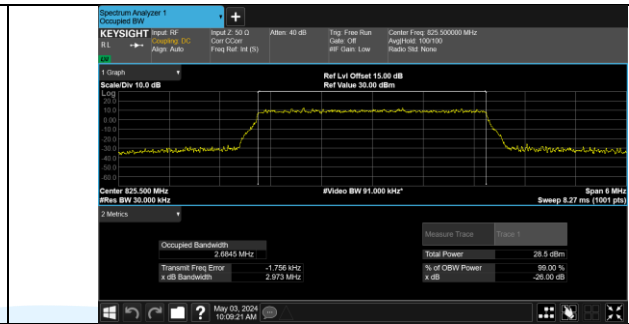 Spectrum Analyzer 1
Occupied BW
KEYSIGHT Input: RF Input Z: 50 Ω Atten: 40 dB Trig: Free Run Center Freq: 825.500000 MHz
RL Coupling: DC Corr CCorr Gate: Off Avg|Hold: 100/100
Align: Auto Freq Ref: Int (S) #IF Gain: Low Radio Std: None
1 Graph
Ref Lvl Offset 15.00 dB
Scale/Div 10.0 dB Ref Value 30.00 dBm
Log
20.0
10.0
0.00
-10.0
-20.0
-30.0
-40.0
-50.0
-60.0
Center 825.500 MHz #Video BW 91.000 kHz* Span 6 MHz
#Res BW 30.000 kHz Sweep 8.27 ms (1001 pts)
2 Metrics
Measure Trace Trace 1
Occupied Bandwidth
2.6845 MHz Total Power 28.5 dBm
Transmit Freq Error -1.756 kHz % of OBW Power 99.00 %
x dB Bandwidth 2.973 MHz x dB -26.00 dB
? May 03, 2024
10:09:21 AM